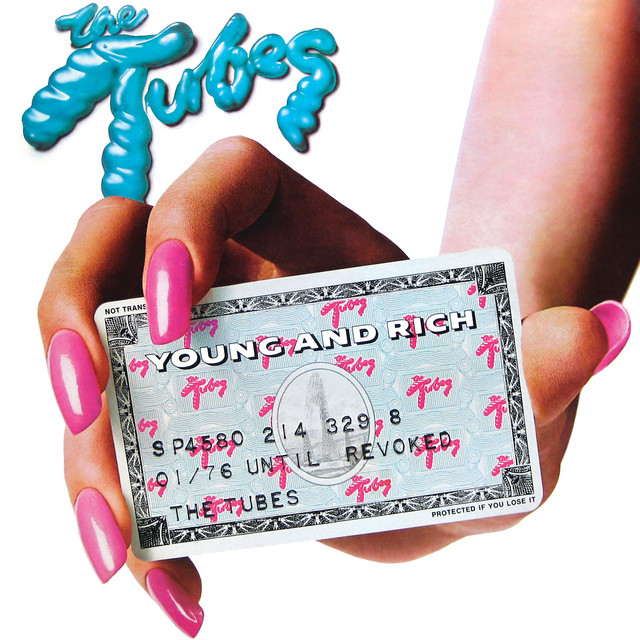 the
Tubes
NOT TRANS
YOUNG AND RICH
SP4580 214 329 8
01/76 UNTIL REVOKED
THE TUBES
PROTECTED IF YOU LOSE IT